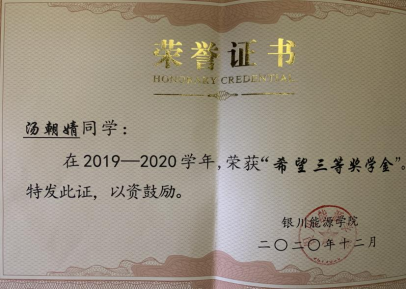 荣誉证书
HONORARY CREDENTIAL
汤朝婧同学：
在2019—2020学年，荣获“希望三等奖学金”。
特发此证，以资鼓励。
银川能源学院
二〇二〇年十二月